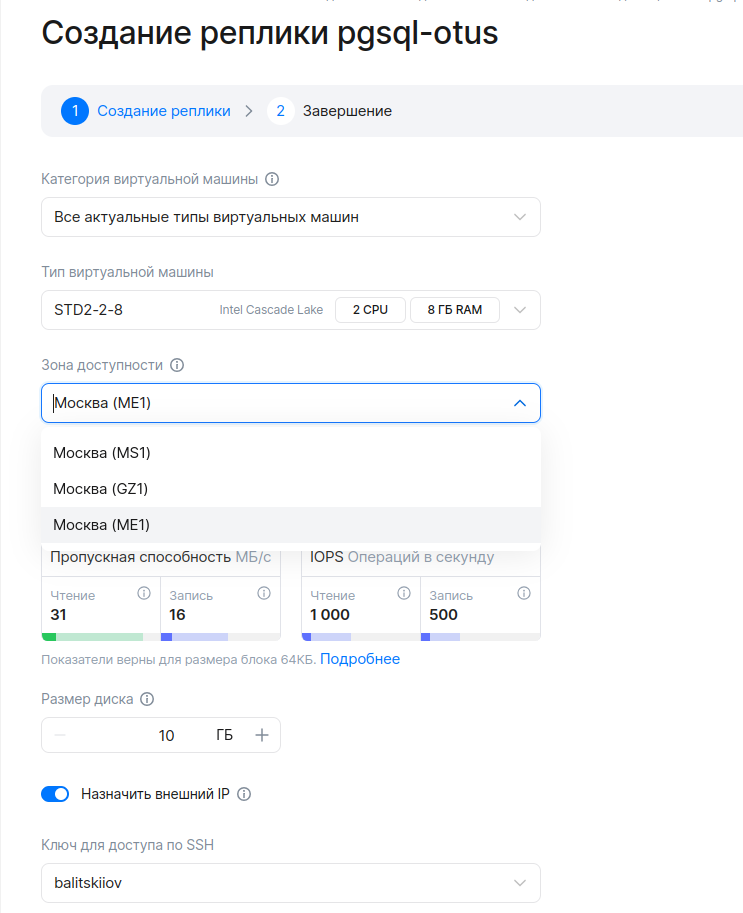 Создание реплики pgsql-otus
1 Создание реплики 2 Завершение
Категория виртуальной машины
Все актуальные типы виртуальных машин
Тип виртуальной машины
STD2-2-8 Intel Cascade Lake 2 CPU 8 ГБ RAM
Зона доступности
Москва (ME1)
Москва (MS1)
Москва (GZ1)
Москва (ME1)
Пропускная способность МБ/с IOPS Операций в секунду
Чтение Запись Чтение Запись
31 16 1 000 500
Показатели верны для размера блока 64КБ. Подробнее
Размер диска
10 ГБ
Назначить внешний IP
Ключ для доступа по SSH
balitskiiov